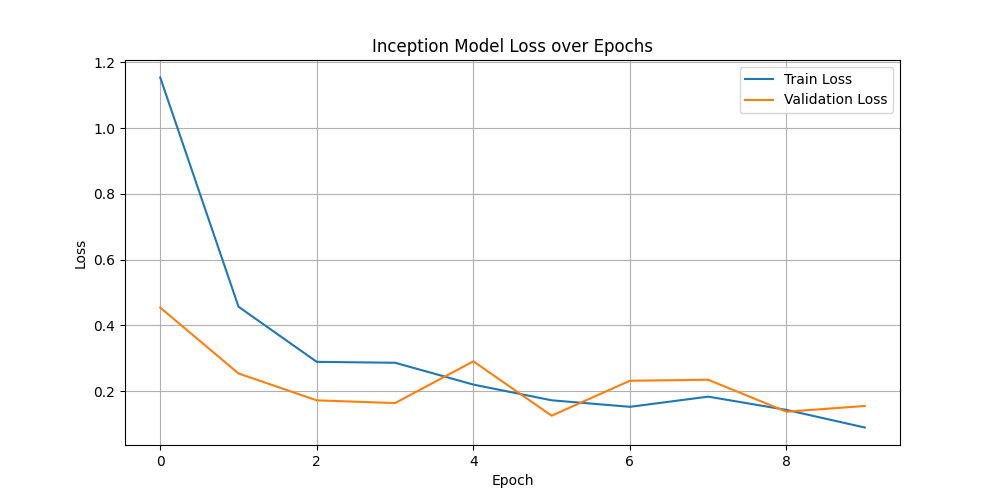 Inception Model Loss over Epochs
Train Loss
Validation Loss
1.2
1.0
0.8
0.6
0.4
0.2
Loss
0 2 4 6 8
Epoch